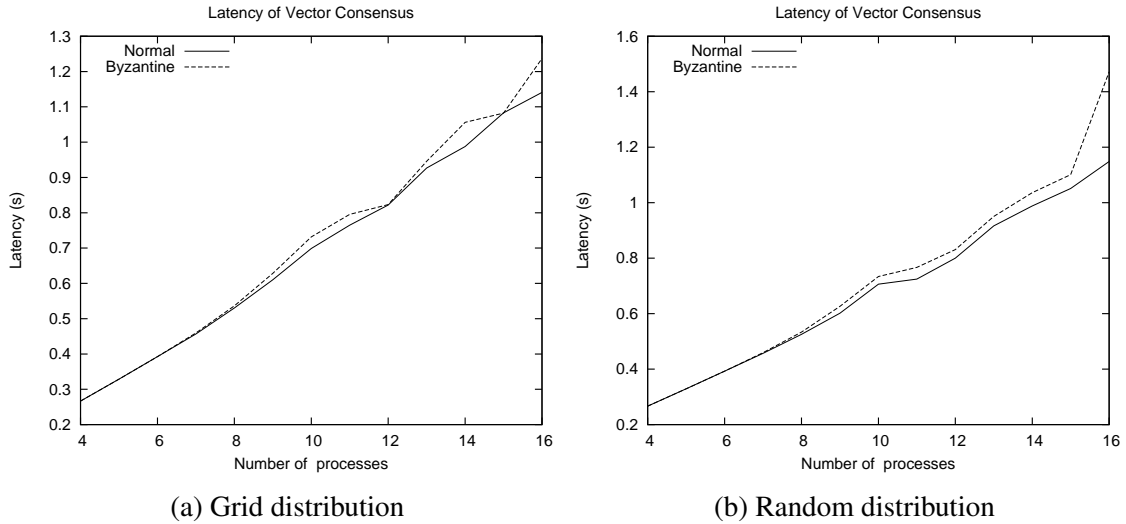 Latency of Vector Consensus
1.3
1.2
1.1
1
0.9
0.8
0.7
0.6
0.5
0.4
0.3
0.2
Latency (s)
Normal
Byzantine
4 6 8 10 12 14 16
Number of processes
(a) Grid distribution
Latency of Vector Consensus
1.6
1.4
1.2
1
0.8
0.6
0.4
0.2
Latency (s)
Normal
Byzantine
4 6 8 10 12 14 16
Number of processes
(b) Random distribution